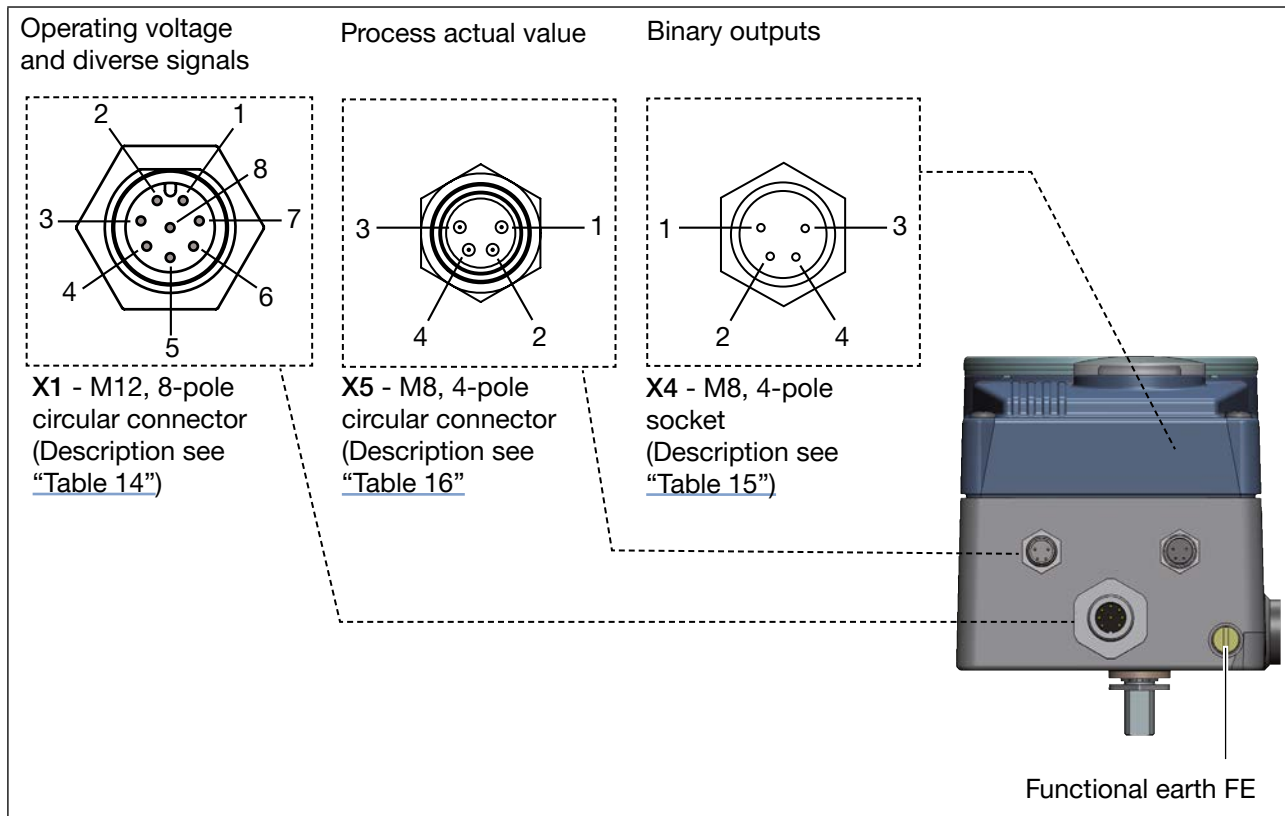 Operating voltage
and diverse signals
2
1
8
3
7
4
6
5
X1 - M12, 8-pole
circular connector
(Description see
“Table 14”)
Process actual value
3
1
4
2
X5 - M8, 4-pole
circular connector
(Description see
“Table 16”
Binary outputs
1
3
2
4
X4 - M8, 4-pole
socket
(Description see
“Table 15”)
Functional earth FE